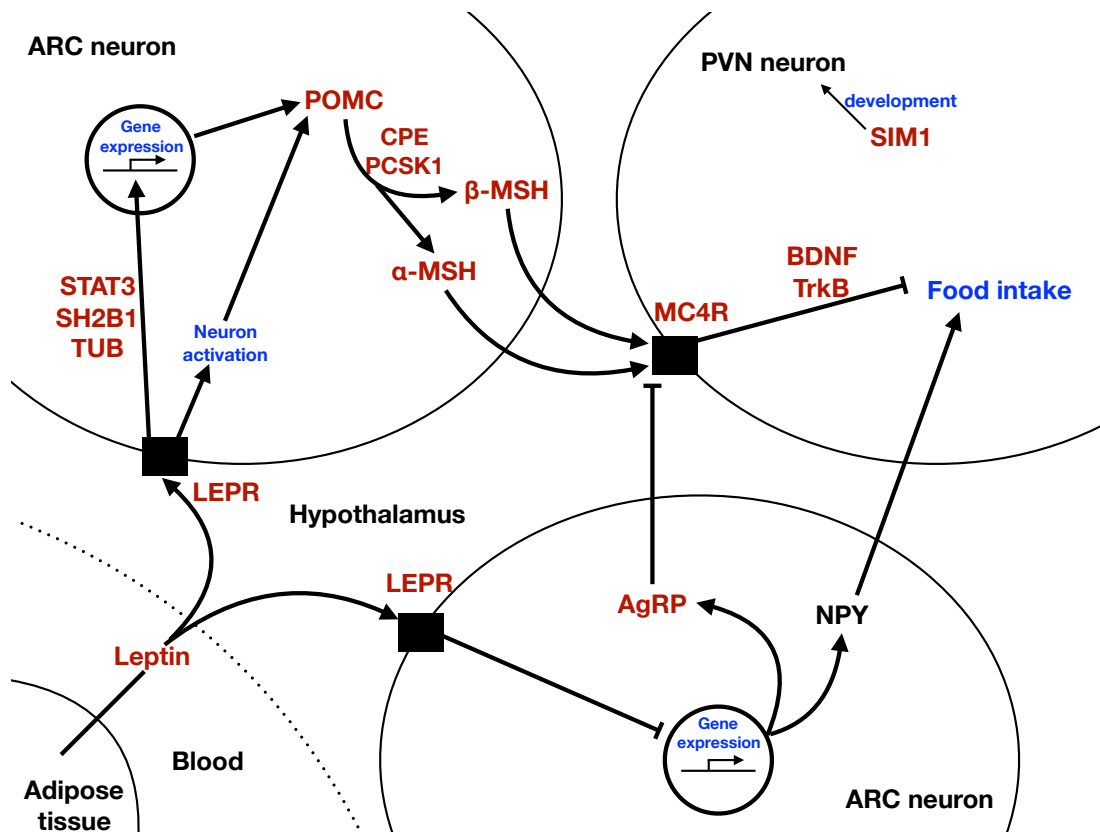 ARC neuron
PVN neuron
Gene
expression
POMC
CPE
PCSK1
β-MSH
α-MSH
development
SIM1
STAT3
SH2B1
TUB
Neuron
activation
BDNF
TrkB
Food intake
MC4R
LEPR
Hypothalamus
LEPR
AgRP
NPY
Leptin
Gene
expression
Blood
Adipose
tissue
ARC neuron